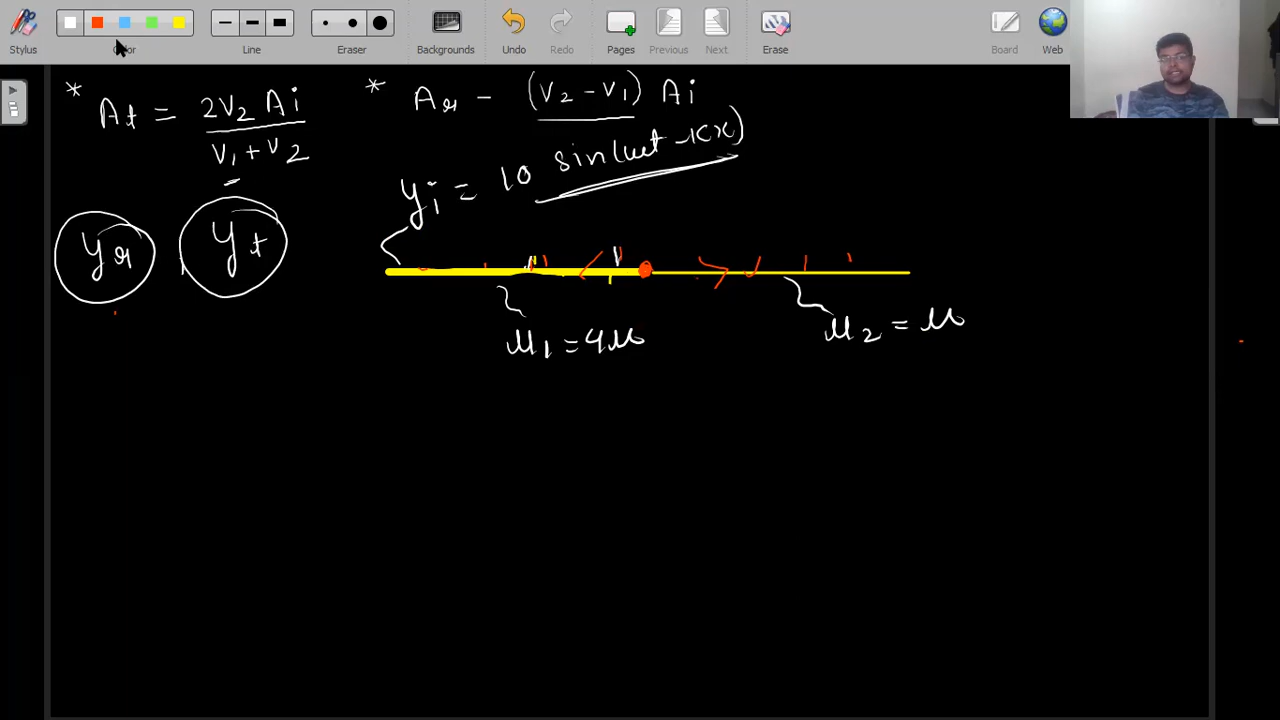 Stylus Color Line Eraser Backgrounds Undo Redo Pages Previous Next Erase Board Web
* At = 2V2 Ai / V1 + V2
* Ar - (V2 - V1) Ai
yi = 10 sin(ωt - Kx)
yr yt
μ1 = 4μ
μ2 = μ